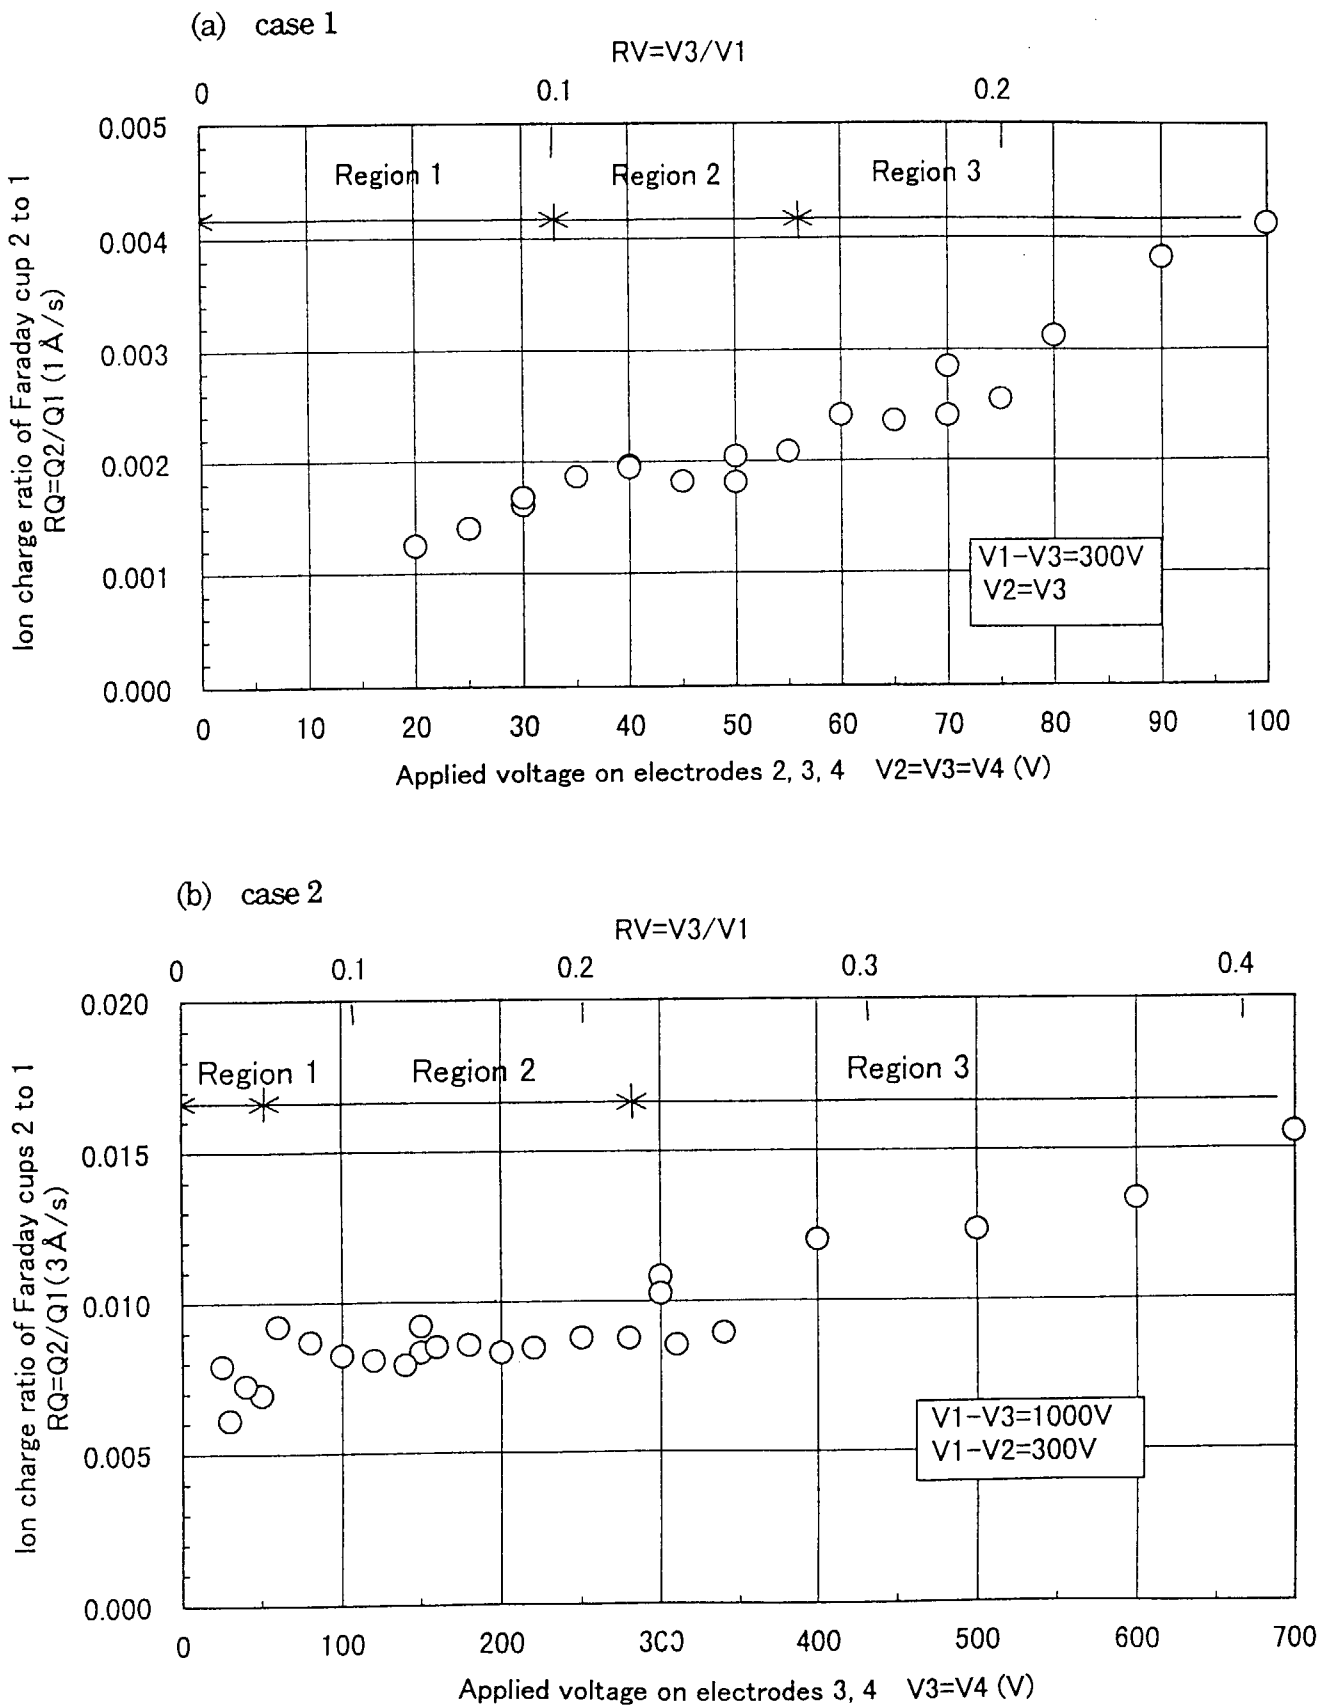 (a) case 1
RV=V3/V1
0 0.1 0.2
0.005
0.004
0.003
0.002
0.001
0.000
Ion charge ratio of Faraday cup 2 to 1
RQ=Q2/Q1 (1Å/s)
Region 1 Region 2 Region 3
V1-V3=300V
V2=V3
0 10 20 30 40 50 60 70 80 90 100
Applied voltage on electrodes 2, 3, 4 V2=V3=V4 (V)
(b) case 2
RV=V3/V1
0 0.1 0.2 0.3 0.4
0.020
0.015
0.010
0.005
0.000
Ion charge ratio of Faraday cups 2 to 1
RQ=Q2/Q1(3Å/s)
Region 1 Region 2 Region 3
V1-V3=1000V
V1-V2=300V
0 100 200 300 400 500 600 700
Applied voltage on electrodes 3, 4 V3=V4 (V)